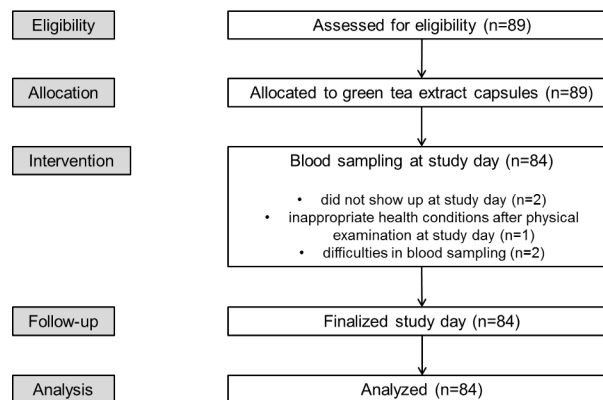 Eligibility
Assessed for eligibility (n=89)
Allocation
Allocated to green tea extract capsules (n=89)
Intervention
Blood sampling at study day (n=84)
• did not show up at study day (n=2)
• inappropriate health conditions after physical
examination at study day (n=1)
• difficulties in blood sampling (n=2)
Follow-up
Finalized study day (n=84)
Analysis
Analyzed (n=84)